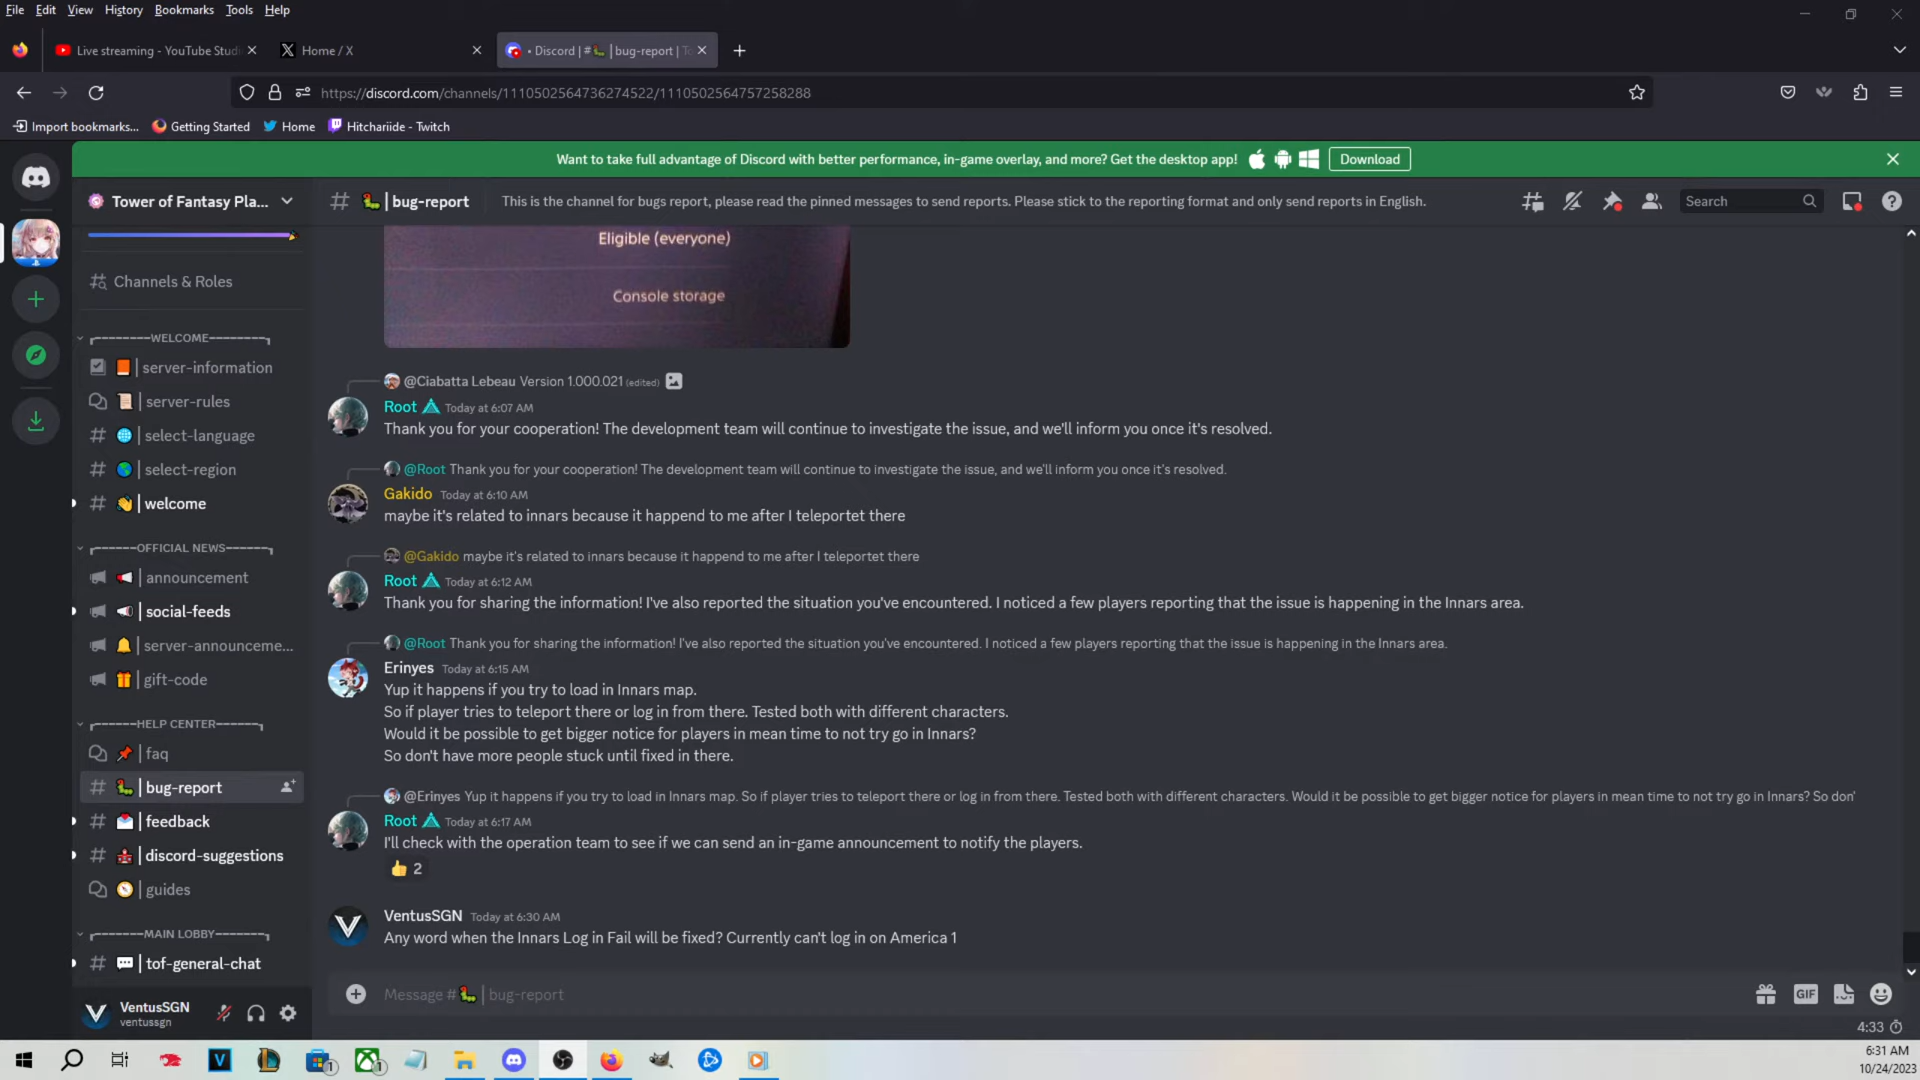 File Edit View History Bookmarks Tools Help
Live streaming - YouTube Studi
Home / X
• Discord | # | bug-report | T
https://discord.com/channels/1110502564736274522/1110502564757258288
Import bookmarks... Getting Started Home Hitchariide - Twitch
Want to take full advantage of Discord with better performance, in-game overlay, and more? Get the desktop app! Download
Tower of Fantasy Pla...
| bug-report This is the channel for bugs report, please read the pinned messages to send reports. Please stick to the reporting format and only send reports in English.
Search
Channels & Roles
WELCOME
| server-information
| server-rules
| select-language
| select-region
| welcome
OFFICIAL NEWS
| announcement
| social-feeds
| server-announceme...
| gift-code
HELP CENTER
| faq
| bug-report
| feedback
| discord-suggestions
| guides
MAIN LOBBY
| tof-general-chat
VentusSGN
ventussgn
Eligible (everyone)
Console storage
@Ciabatta Lebeau Version 1.000.021 (edited)
Root Today at 6:07 AM
Thank you for your cooperation! The development team will continue to investigate the issue, and we'll inform you once it's resolved.
@Root Thank you for your cooperation! The development team will continue to investigate the issue, and we'll inform you once it's resolved.
Gakido Today at 6:10 AM
maybe it's related to innars because it happend to me after I teleportet there
@Gakido maybe it's related to innars because it happend to me after I teleportet there
Root Today at 6:12 AM
Thank you for sharing the information! I've also reported the situation you've encountered. I noticed a few players reporting that the issue is happening in the Innars area.
@Root Thank you for sharing the information! I've also reported the situation you've encountered. I noticed a few players reporting that the issue is happening in the Innars area.
Erinyes Today at 6:15 AM
Yup it happens if you try to load in Innars map.
So if player tries to teleport there or log in from there. Tested both with different characters.
Would it be possible to get bigger notice for players in mean time to not try go in Innars?
So don't have more people stuck until fixed in there.
@Erinyes Yup it happens if you try to load in Innars map. So if player tries to teleport there or log in from there. Tested both with different characters. Would it be possible to get bigger notice for players in mean time to not try go in Innars? So don'
Root Today at 6:17 AM
I'll check with the operation team to see if we can send an in-game announcement to notify the players.
2
VentusSGN Today at 6:30 AM
Any word when the Innars Log in Fail will be fixed? Currently can't log in on America 1
Message # | bug-report
GIF
4:33
6:31 AM
10/24/2023